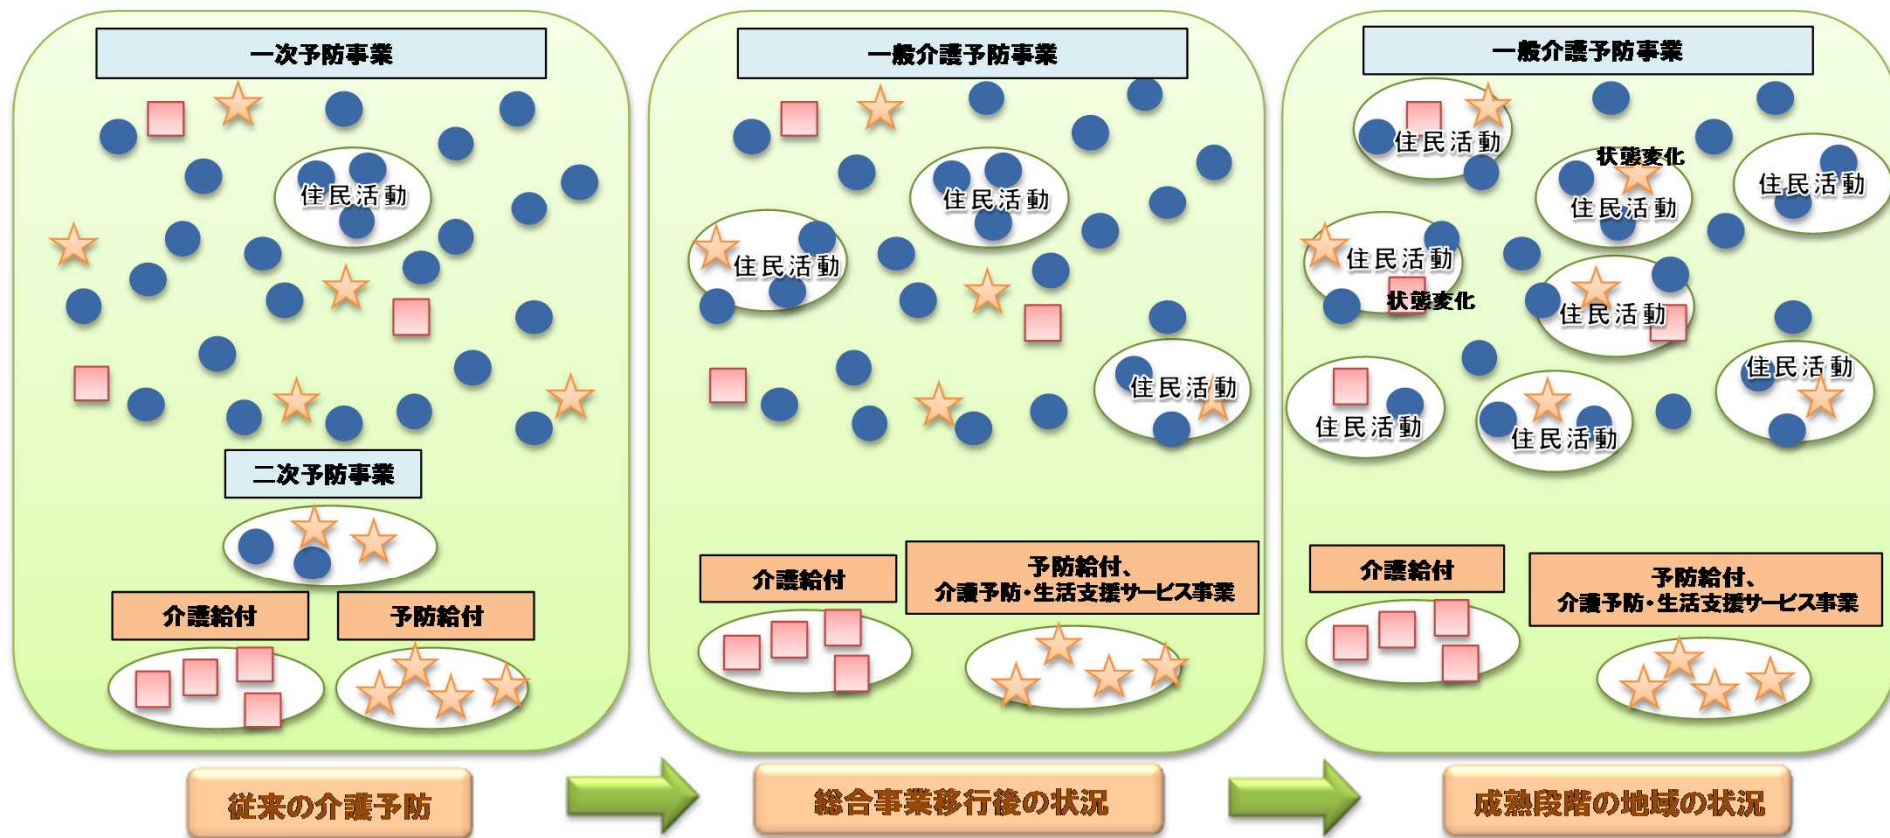 一次予防事業
住民活動
二次予防事業
介護給付
予防給付
従来の介護予防
一般介護予防事業
住民活動
住民活動
住民活動
介護給付
予防給付、
介護予防・生活支援サービス事業
総合事業移行後の状況
一般介護予防事業
住民活動
状態変化
住民活動
住民活動
住民活動
状態変化
住民活動
住民活動
住民活動
住民活動
介護給付
予防給付、
介護予防・生活支援サービス事業
成熟段階の地域の状況